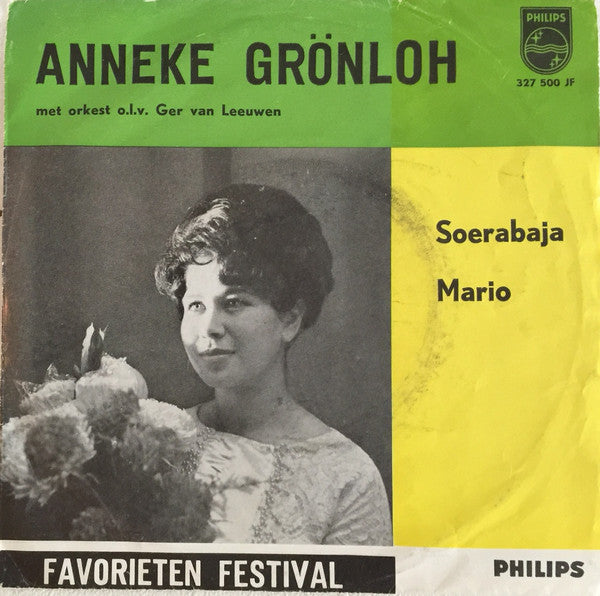 ANNEKE GRÖNLOH
PHILIPS
327 500 JF
met orkest o.l.v. Ger van Leeuwen
Soerabaja
Mario
FAVORIETEN FESTIVAL
PHILIPS